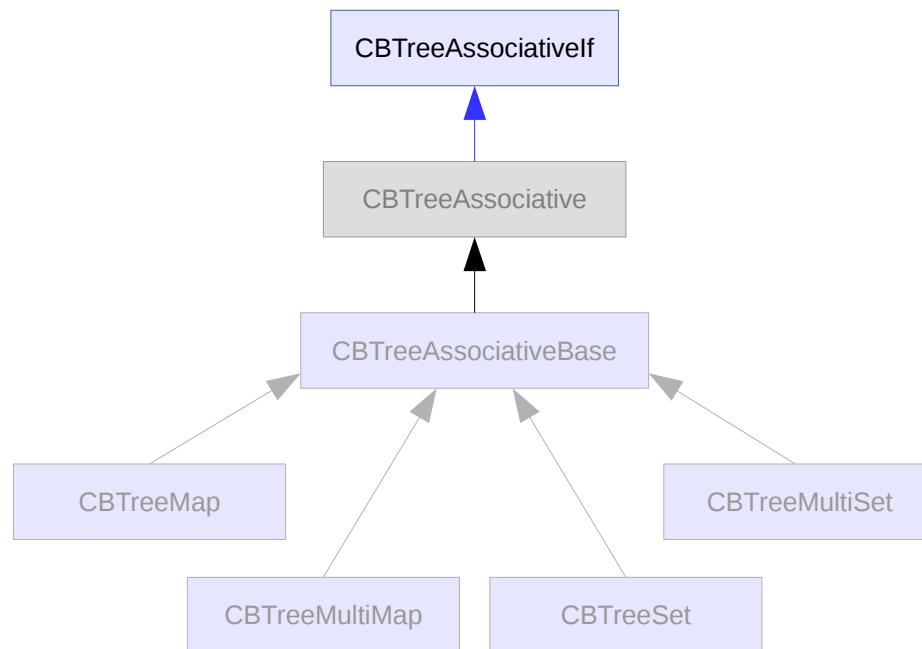 CBTreeAssociativeIf
CBTreeAssociative
CBTreeAssociativeBase
CBTreeMap
CBTreeMultiSet
CBTreeMultiMap
CBTreeSet